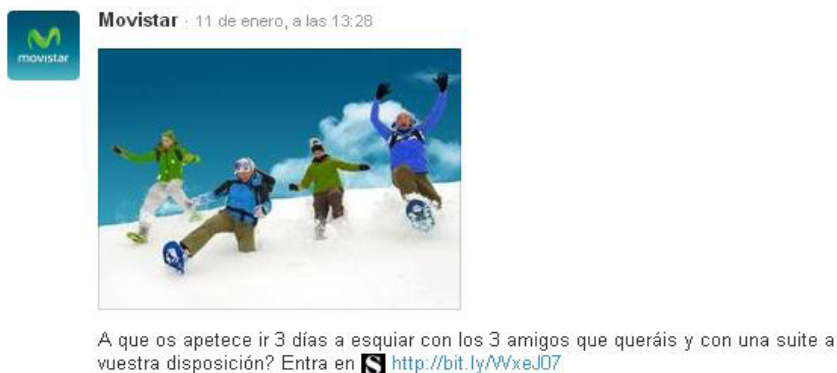 Movistar · 11 de enero, a las 13:28
movistar
A que os apetece ir 3 días a esquiar con los 3 amigos que queráis y con una suite a
vuestra disposición? Entra en S http://bit.ly/WxeJ07